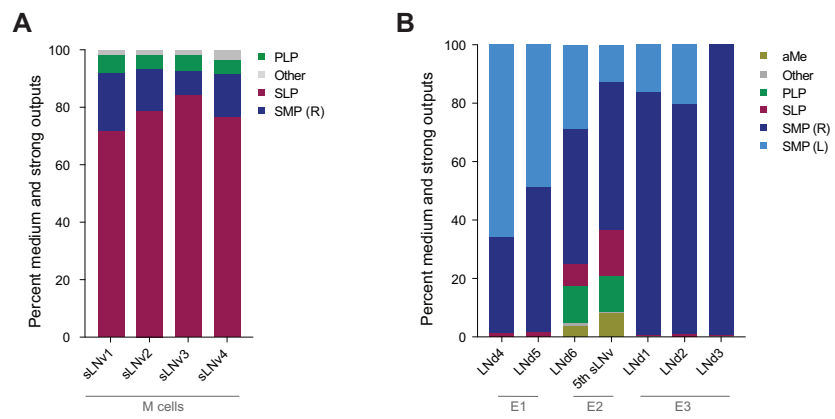 A
Percent medium and strong outputs
100
80
60
40
20
0
sLNv1
sLNv2
sLNv3
sLNv4
M cells
PLP
Other
SLP
SMP (R)
B
Percent medium and strong outputs
100
80
60
40
20
0
LNd4
LNd5
LNd6
5th sLNv
LNd1
LNd2
LNd3
E1
E2
E3
aMe
Other
PLP
SLP
SMP (R)
SMP (L)